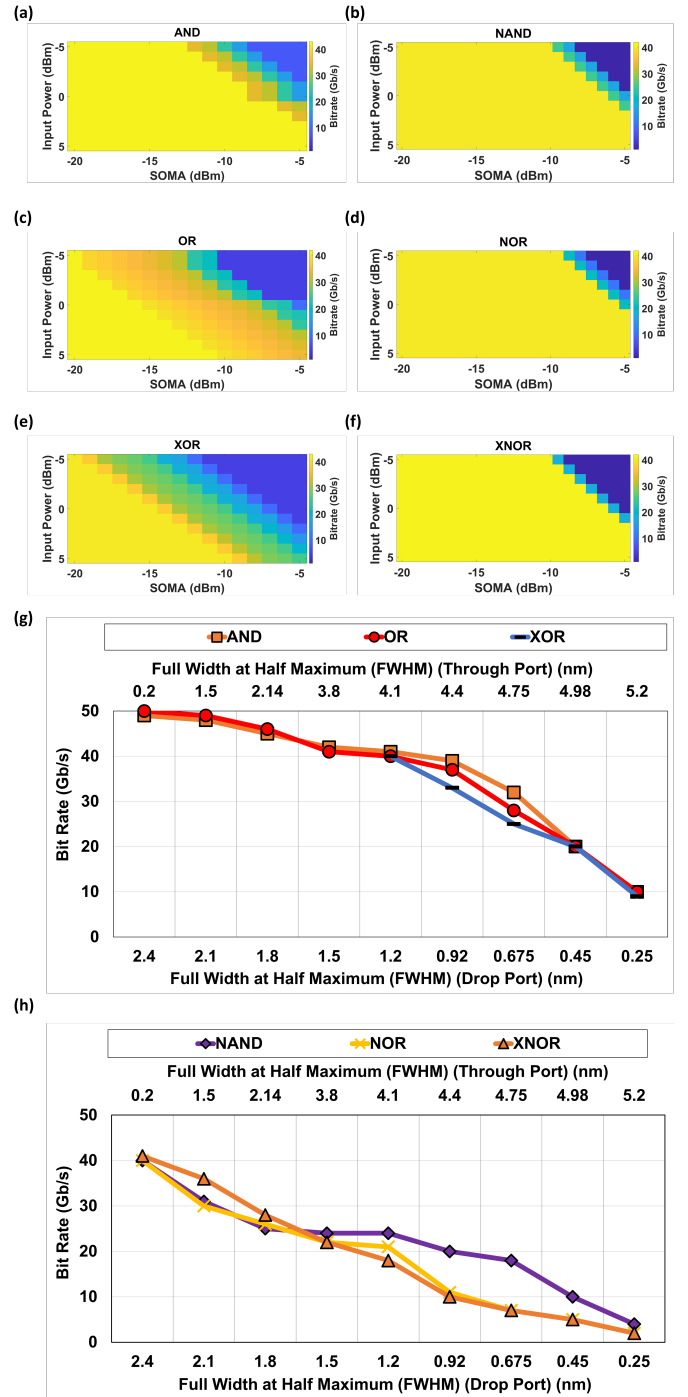 (a)
AND
Input Power (dBm)
-5
0
5
-20 -15 -10 -5
SOMA (dBm)
40
30
20
10
Bitrate (Gb/s)
(b)
NAND
Input Power (dBm)
-5
0
5
-20 -15 -10 -5
SOMA (dBm)
40
30
20
10
Bitrate (Gb/s)
(c)
OR
Input Power (dBm)
-5
0
5
-20 -15 -10 -5
SOMA (dBm)
40
30
20
10
Bitrate (Gb/s)
(d)
NOR
Input Power (dBm)
-5
0
5
-20 -15 -10 -5
SOMA (dBm)
40
30
20
10
Bitrate (Gb/s)
(e)
XOR
Input Power (dBm)
-5
0
5
-20 -15 -10 -5
SOMA (dBm)
40
30
20
10
Bitrate (Gb/s)
(f)
XNOR
Input Power (dBm)
-5
0
5
-20 -15 -10 -5
SOMA (dBm)
40
30
20
10
Bitrate (Gb/s)
(g)
AND OR XOR
Full Width at Half Maximum (FWHM) (Through Port) (nm)
0.2 1.5 2.14 3.8 4.1 4.4 4.75 4.98 5.2
Bit Rate (Gb/s)
50
40
30
20
10
0
2.4 2.1 1.8 1.5 1.2 0.92 0.675 0.45 0.25
Full Width at Half Maximum (FWHM) (Drop Port) (nm)
(h)
NAND NOR XNOR
Full Width at Half Maximum (FWHM) (Through Port) (nm)
0.2 1.5 2.14 3.8 4.1 4.4 4.75 4.98 5.2
Bit Rate (Gb/s)
50
40
30
20
10
0
2.4 2.1 1.8 1.5 1.2 0.92 0.675 0.45 0.25
Full Width at Half Maximum (FWHM) (Drop Port) (nm)